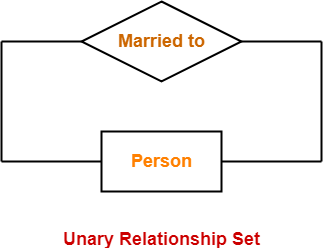 Married to
Person
Unary Relationship Set